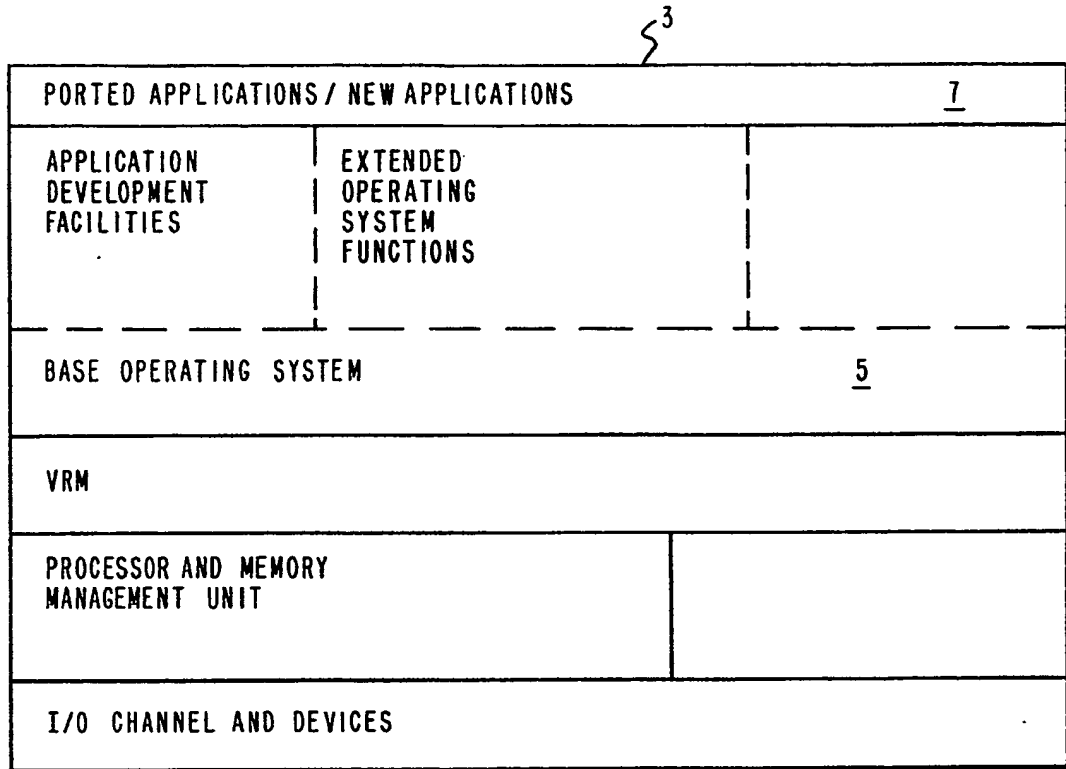 3
PORTED APPLICATIONS / NEW APPLICATIONS 7
APPLICATION
DEVELOPMENT
FACILITIES
EXTENDED
OPERATING
SYSTEM
FUNCTIONS
BASE OPERATING SYSTEM 5
VRM
PROCESSOR AND MEMORY
MANAGEMENT UNIT
I/O CHANNEL AND DEVICES